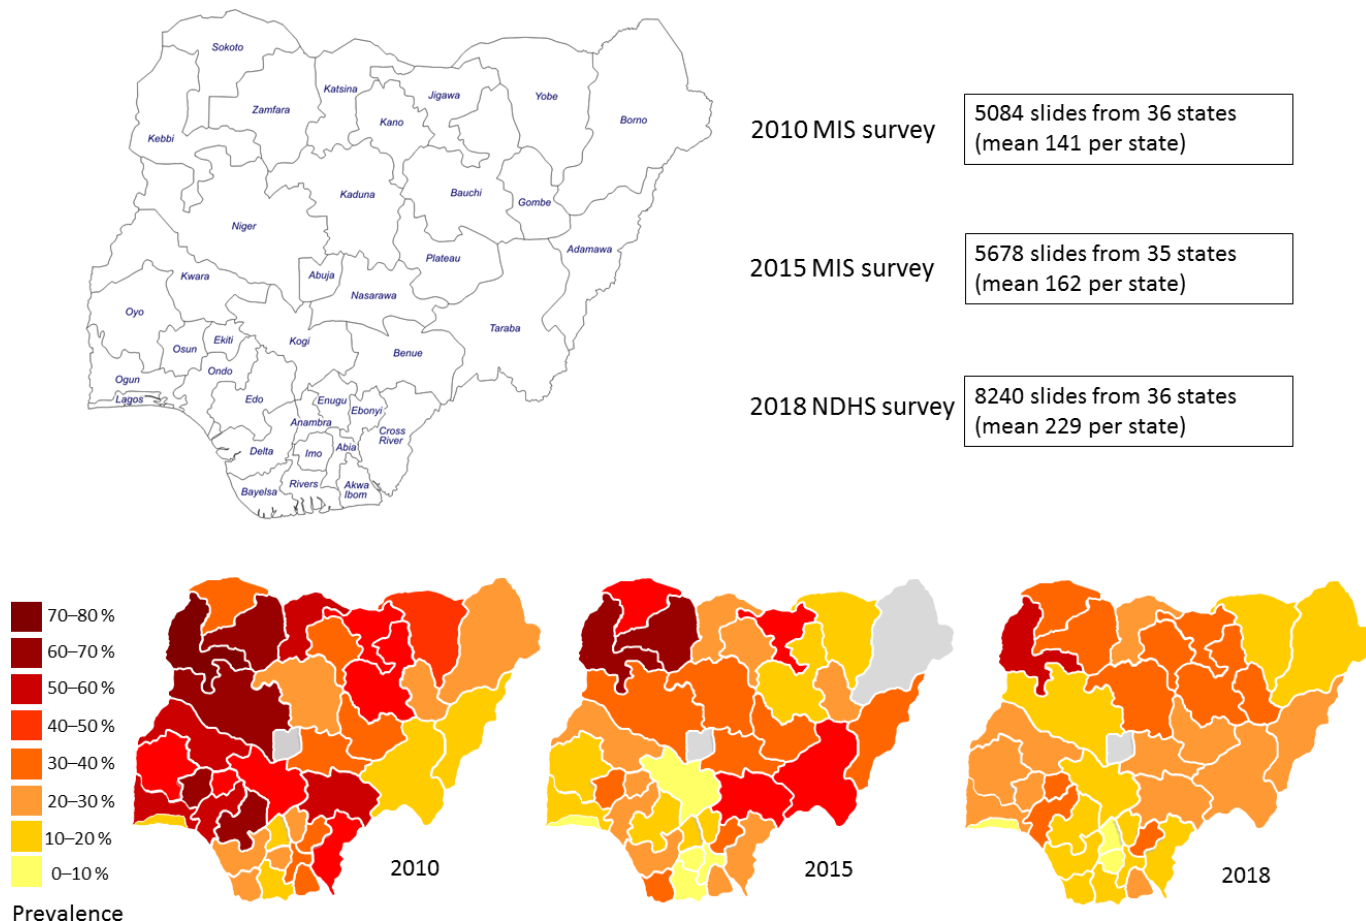 Sokoto
Katsina
Jigawa
Yobe
Zamfara
Kano
Borno
Kebbi
Kaduna
Bauchi
Gombe
Niger
Adamawa
Plateau
Abuja
Kwara
Nasarawa
Oyo
Taraba
Osun
Ekiti
Kogi
Benue
Ondo
Ogun
Lagos
Edo
Enugu
Ebonyi
Anambra
Cross
River
Delta
Imo
Abia
Bayelsa
Rivers
Akwa
Ibom
2010 MIS survey
5084 slides from 36 states
(mean 141 per state)
2015 MIS survey
5678 slides from 35 states
(mean 162 per state)
2018 NDHS survey
8240 slides from 36 states
(mean 229 per state)
70–80 %
60–70 %
50–60 %
40–50 %
30–40 %
20–30 %
10–20 %
0–10 %
Prevalence
2010
2015
2018